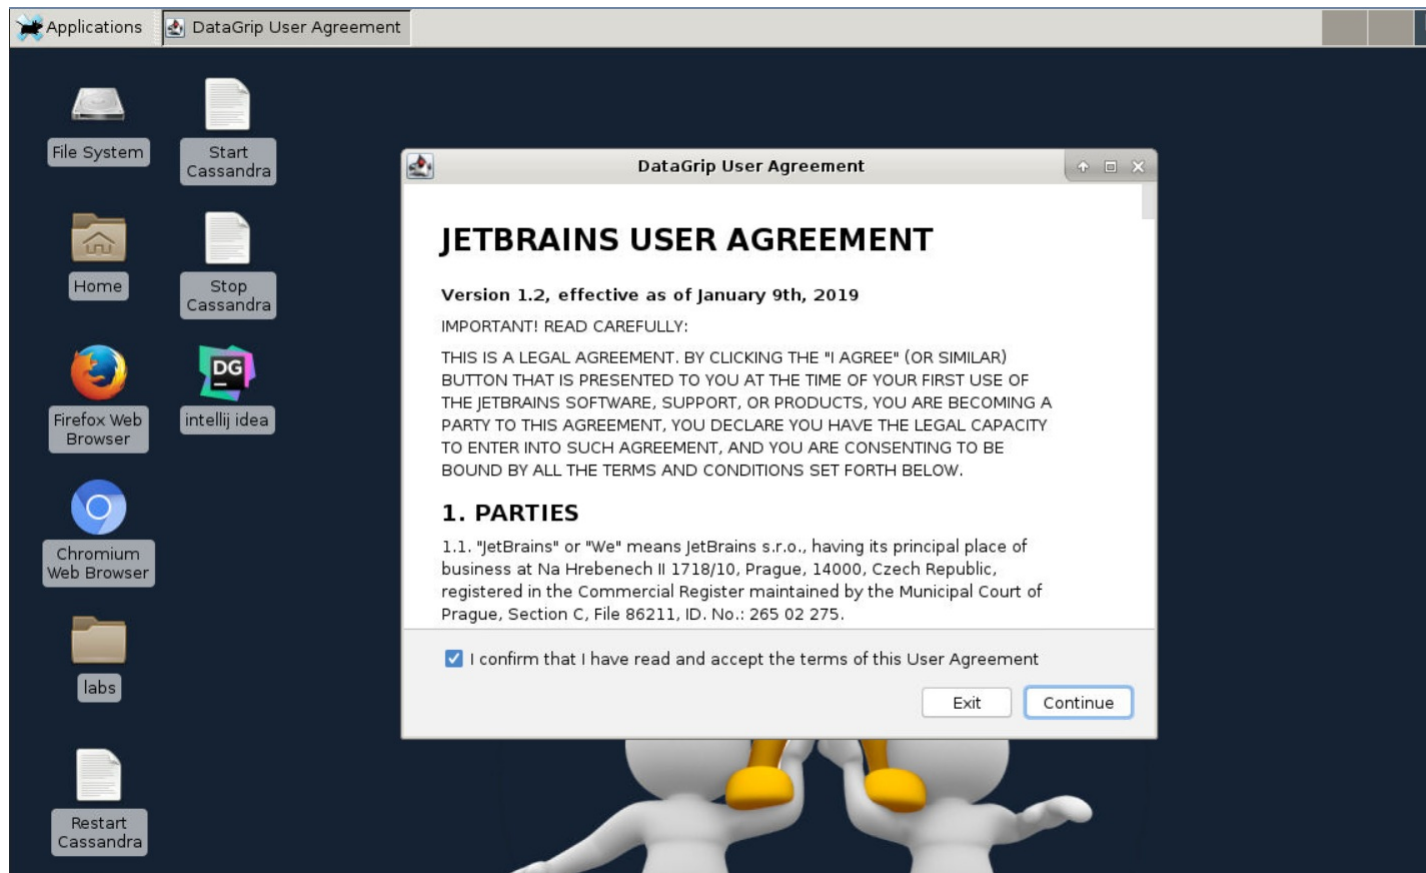 Applications
DataGrip User Agreement
File System
Start
Cassandra
Home
Stop
Cassandra
Firefox Web
Browser
DG
intellij idea
Chromium
Web Browser
labs
Restart
Cassandra
DataGrip User Agreement
JETBRAINS USER AGREEMENT
Version 1.2, effective as of January 9th, 2019
IMPORTANT! READ CAREFULLY:
THIS IS A LEGAL AGREEMENT. BY CLICKING THE "I AGREE" (OR SIMILAR)
BUTTON THAT IS PRESENTED TO YOU AT THE TIME OF YOUR FIRST USE OF
THE JETBRAINS SOFTWARE, SUPPORT, OR PRODUCTS, YOU ARE BECOMING A
PARTY TO THIS AGREEMENT, YOU DECLARE YOU HAVE THE LEGAL CAPACITY
TO ENTER INTO SUCH AGREEMENT, AND YOU ARE CONSENTING TO BE
BOUND BY ALL THE TERMS AND CONDITIONS SET FORTH BELOW.
1. PARTIES
1.1. "JetBrains" or "We" means JetBrains s.r.o., having its principal place of
business at Na Hrebenech II 1718/10, Prague, 14000, Czech Republic,
registered in the Commercial Register maintained by the Municipal Court of
Prague, Section C, File 86211, ID. No.: 265 02 275.
I confirm that I have read and accept the terms of this User Agreement
Exit
Continue